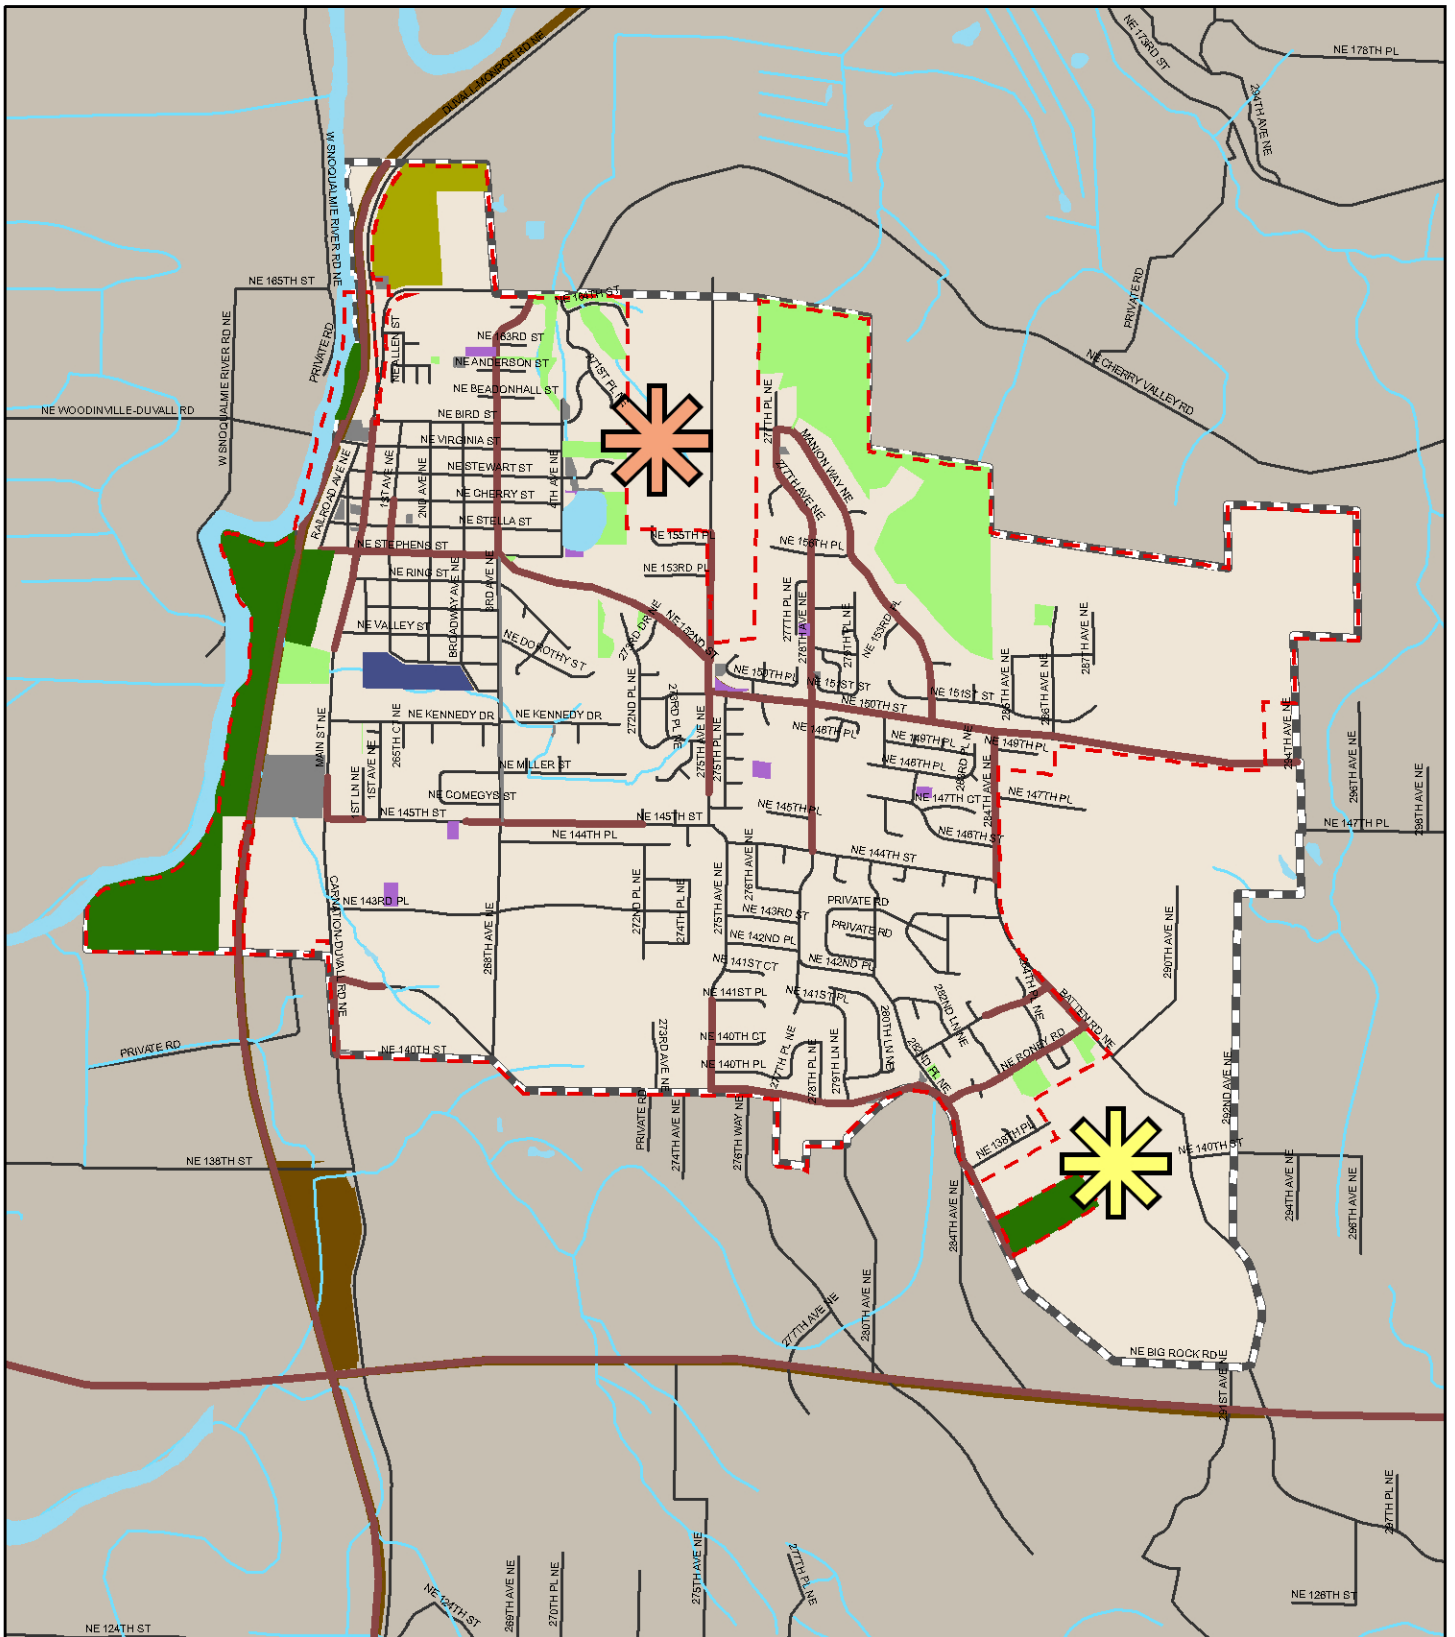 NE 173RD ST
NE 178TH PL
DUVALL-MONROE RD NE
294TH AVE NE
W SNOQUALMIE RIVER RD NE
NE 165TH ST
PRIVATE RD
W SNOQUALMIE RIVER RD NE
PRIVATE RD
NE ALLEN ST
NE 163RD ST
NE ANDERSON ST
NE BEADONHALL ST
271ST PL NE
NE CHERRY VALLEY RD
NE WOODINVILLE-DUVALL RD
NE BIRD ST
NE VIRGINIA ST
277TH PL NE
MANION WAY NE
277TH AVE NE
RAILROAD AVE NE
1ST AVE NE
2ND AVE NE
NE STEWART ST
NE CHERRY ST
4TH AVE NE
NE STELLA ST
NE STEPHENS ST
NE 155TH PL
NE 153RD PL
NE RING ST
BROADWAY AVE NE
3RD AVE NE
NE VALLEY ST
NE DOROTHY ST
273RD DR NE
NE 152ND ST
277TH PL NE
278TH AVE NE
279TH PL NE
NE 153RD PL
287TH AVE NE
285TH AVE NE
286TH AVE NE
NE 150TH PL
NE 151ST ST
NE 151ST ST
NE 150TH ST
272ND PL NE
273RD PL NE
MAIN ST NE
265TH CT NE
NE KENNEDY DR
NE KENNEDY DR
275TH AVE NE
275TH PL NE
NE 146TH PL
NE 149TH PL
283RD PL NE
NE 149TH PL
294TH AVE NE
296TH AVE NE
298TH AVE NE
1ST LN NE
1ST AVE NE
NE MILLER ST
NE 146TH PL
284TH AVE NE
NE COMEGYS ST
NE 147TH CT
NE 147TH PL
NE 145TH ST
NE 145TH ST
NE 145TH PL
NE 146TH ST
NE 147TH PL
NE 144TH PL
NE 144TH ST
CARNATION-DUVALL RD NE
NE 143RD PL
268TH AVE NE
272ND PL NE
274TH PL NE
275TH AVE NE
276TH AVE NE
NE 143RD ST
PRIVATE RD
PRIVATE RD
290TH AVE NE
NE 142ND PL
NE 142ND PL
NE 141ST CT
NE 141ST PL
NE 141ST PL
284TH PL NE
BATTEN RD NE
282ND LN NE
280TH LN NE
NE RONEY RD
PRIVATE RD
NE 140TH ST
273RD AVE NE
NE 140TH CT
NE 140TH PL
277TH PL NE
278TH PL NE
279TH LN NE
282ND PL NE
292ND AVE NE
NE 138TH ST
PRIVATE RD
274TH AVE NE
276TH WAY NE
NE 138TH PL
NE 140TH ST
294TH AVE NE
296TH AVE NE
284TH AVE NE
277TH AVE NE
280TH AVE NE
NE BIG ROCK RD
291ST AVE NE
297TH PL NE
275TH AVE NE
277TH PL NE
269TH AVE NE
270TH PL NE
NE 124TH ST
NE 126TH ST
NE 124TH ST